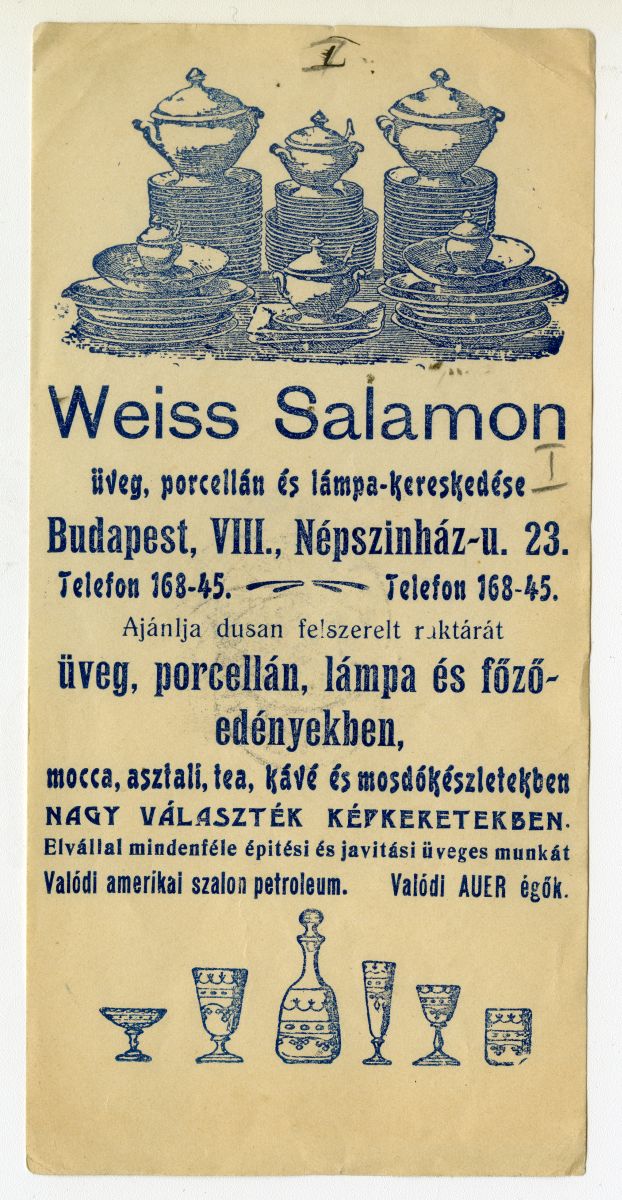 I
Weiss Salamon
üveg, porcellán és lámpa-kereskedése
I
Budapest, VIII., Népszinház-u. 23.
Telefon 168-45. Telefon 168-45.
Ajánlja dusan felszerelt raktárát
üveg, porcellán, lámpa és főző-
edényekben,
mocca, asztali, tea, kávé és mosdókészletekben
NAGY VÁLASZTÉK KÉPKERETEKBEN.
Elvállal mindenféle épitési és javitási üveges munkát
Valódi amerikai szalon petroleum. Valódi AUER égők.